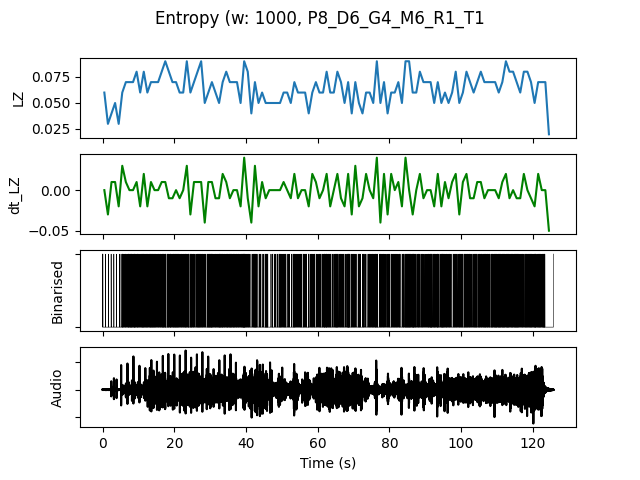 Entropy (w: 1000, P8_D6_G4_M6_R1_T1
LZ
0.075
0.050
0.025
dt_LZ
0.00
−0.05
Binarised
Audio
0 20 40 60 80 100 120
Time (s)